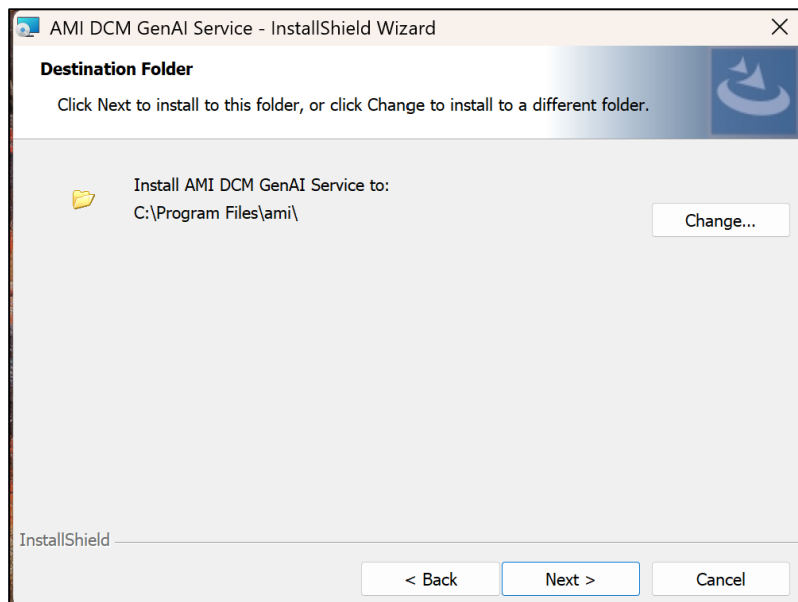 AMI DCM GenAI Service - InstallShield Wizard
Destination Folder
Click Next to install to this folder, or click Change to install to a different folder.
Install AMI DCM GenAI Service to:
C:\Program Files\ami\
Change...
InstallShield
< Back
Next >
Cancel